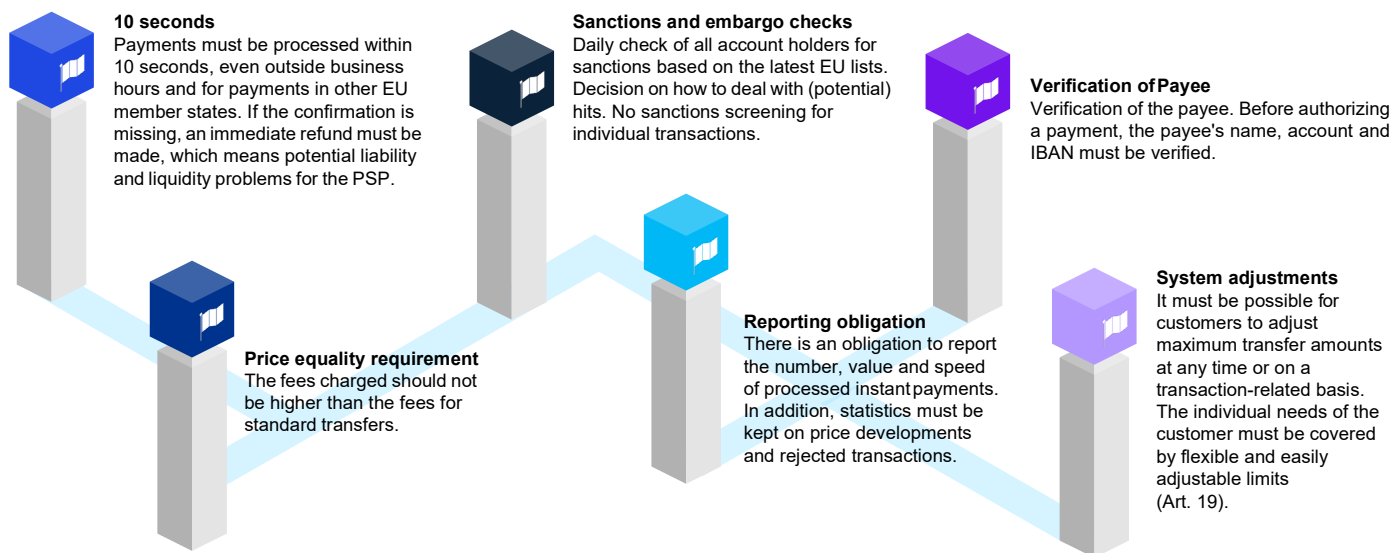 10 seconds
Payments must be processed within
10 seconds, even outside business
hours and for payments in other EU
member states. If the confirmation is
missing, an immediate refund must be
made, which means potential liability
and liquidity problems for the PSP.
Price equality requirement
The fees charged should not
be higher than the fees for
standard transfers.
Sanctions and embargo checks
Daily check of all account holders for
sanctions based on the latest EU lists.
Decision on how to deal with (potential)
hits. No sanctions screening for
individual transactions.
Reporting obligation
There is an obligation to report
the number, value and speed
of processed instant payments.
In addition, statistics must be
kept on price developments
and rejected transactions.
Verification of Payee
Verification of the payee. Before authorizing
a payment, the payee's name, account and
IBAN must be verified.
System adjustments
It must be possible for
customers to adjust
maximum transfer amounts
at any time or on a
transaction-related basis.
The individual needs of the
customer must be covered
by flexible and easily
adjustable limits
(Art. 19).